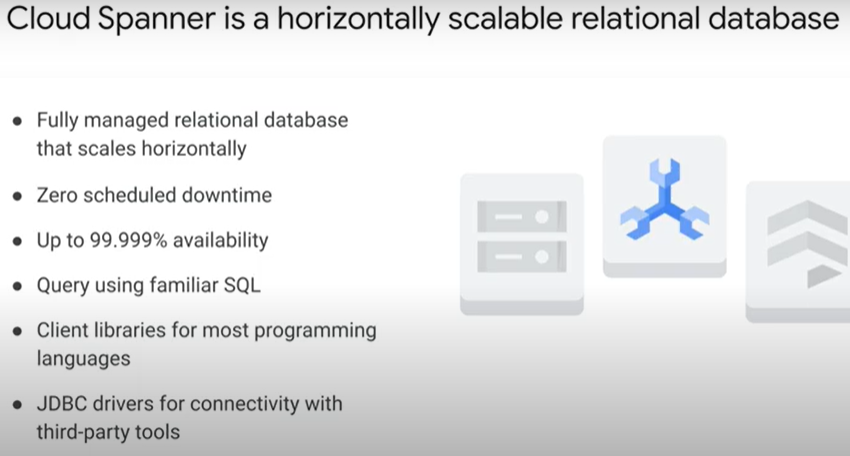 Cloud Spanner is a horizontally scalable relational database
● Fully managed relational database
that scales horizontally
● Zero scheduled downtime
● Up to 99.999% availability
● Query using familiar SQL
● Client libraries for most programming
languages
● JDBC drivers for connectivity with
third-party tools